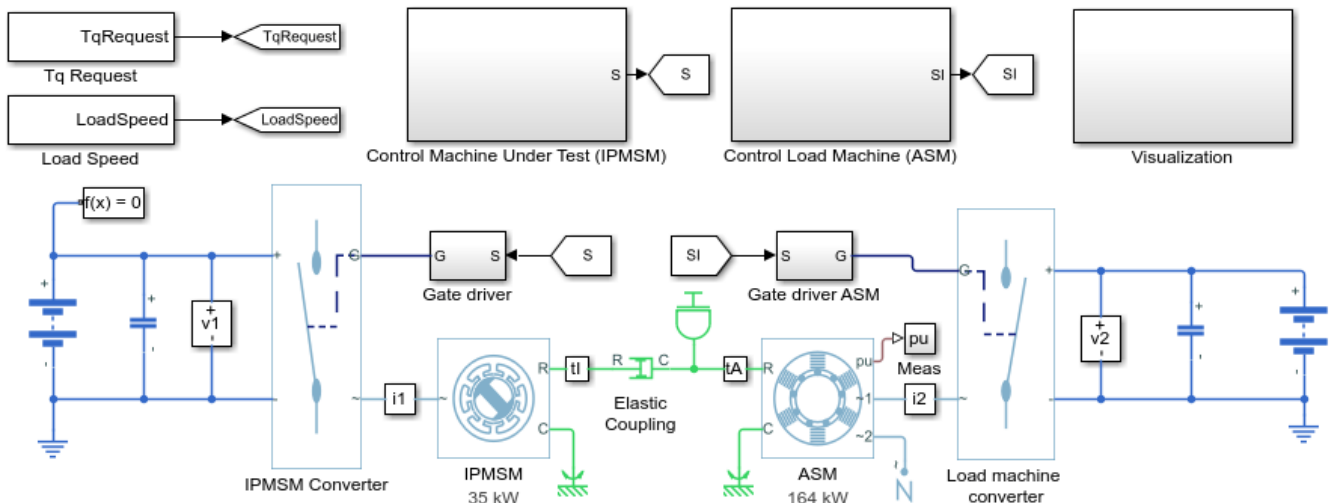 TqRequest
TqRequest
Tq Request
LoadSpeed
LoadSpeed
Load Speed
S
S
Control Machine Under Test (IPMSM)
SI
SI
Control Load Machine (ASM)
Visualization
f(x) = 0
+
+
+
v1
-
-
-
+
-
G
~
IPMSM Converter
G
S
Gate driver
S
SI
S
G
Gate driver ASM
i1
~
R
C
IPMSM
35 kW
tI
R
C
Elastic
Coupling
tA
R
C
pu
~1
~2
ASM
164 kW
pu
Meas
i2
~
N
G
~
+
-
Load machine
converter
+
v2
-
+
-
+
-